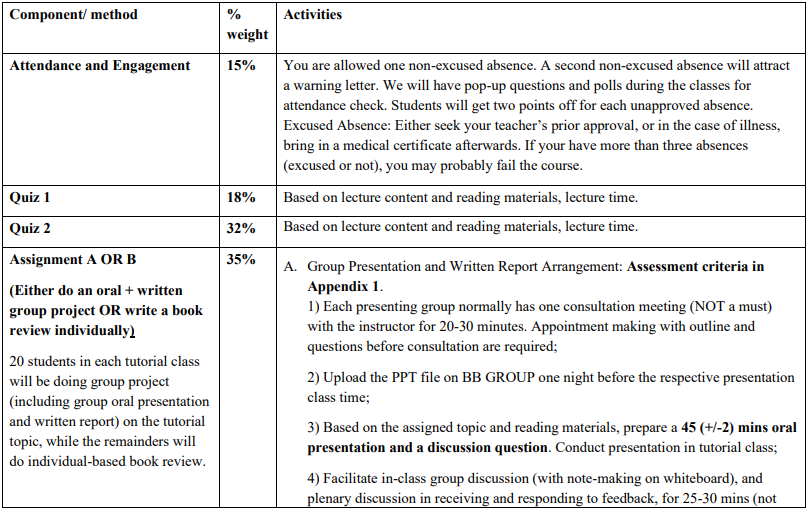 Component/ method
%
weight
Activities
Attendance and Engagement
15%
You are allowed one non-excused absence. A second non-excused absence will attract
a warning letter. We will have pop-up questions and polls during the classes for
attendance check. Students will get two points off for each unapproved absence.
Excused Absence: Either seek your teacher's prior approval, or in the case of illness,
bring in a medical certificate afterwards. If your have more than three absences
(excused or not), you may probably fail the course.
Quiz 1
18%
Based on lecture content and reading materials, lecture time.
Quiz 2
32%
Based on lecture content and reading materials, lecture time.
Assignment A OR B
(Either do an oral + written
group project OR write a book
review individually)
20 students in each tutorial class
will be doing group project
(including group oral presentation
and written report) on the tutorial
topic, while the remainders will
do individual-based book review.
35%
A. Group Presentation and Written Report Arrangement: Assessment criteria in
Appendix 1.
1) Each presenting group normally has one consultation meeting (NOT a must)
with the instructor for 20-30 minutes. Appointment making with outline and
questions before consultation are required;
2) Upload the PPT file on BB GROUP one night before the respective presentation
class time;
3) Based on the assigned topic and reading materials, prepare a 45 (+/-2) mins oral
presentation and a discussion question. Conduct presentation in tutorial class;
4) Facilitate in-class group discussion (with note-making on whiteboard), and
plenary discussion in receiving and responding to feedback, for 25-30 mins (not